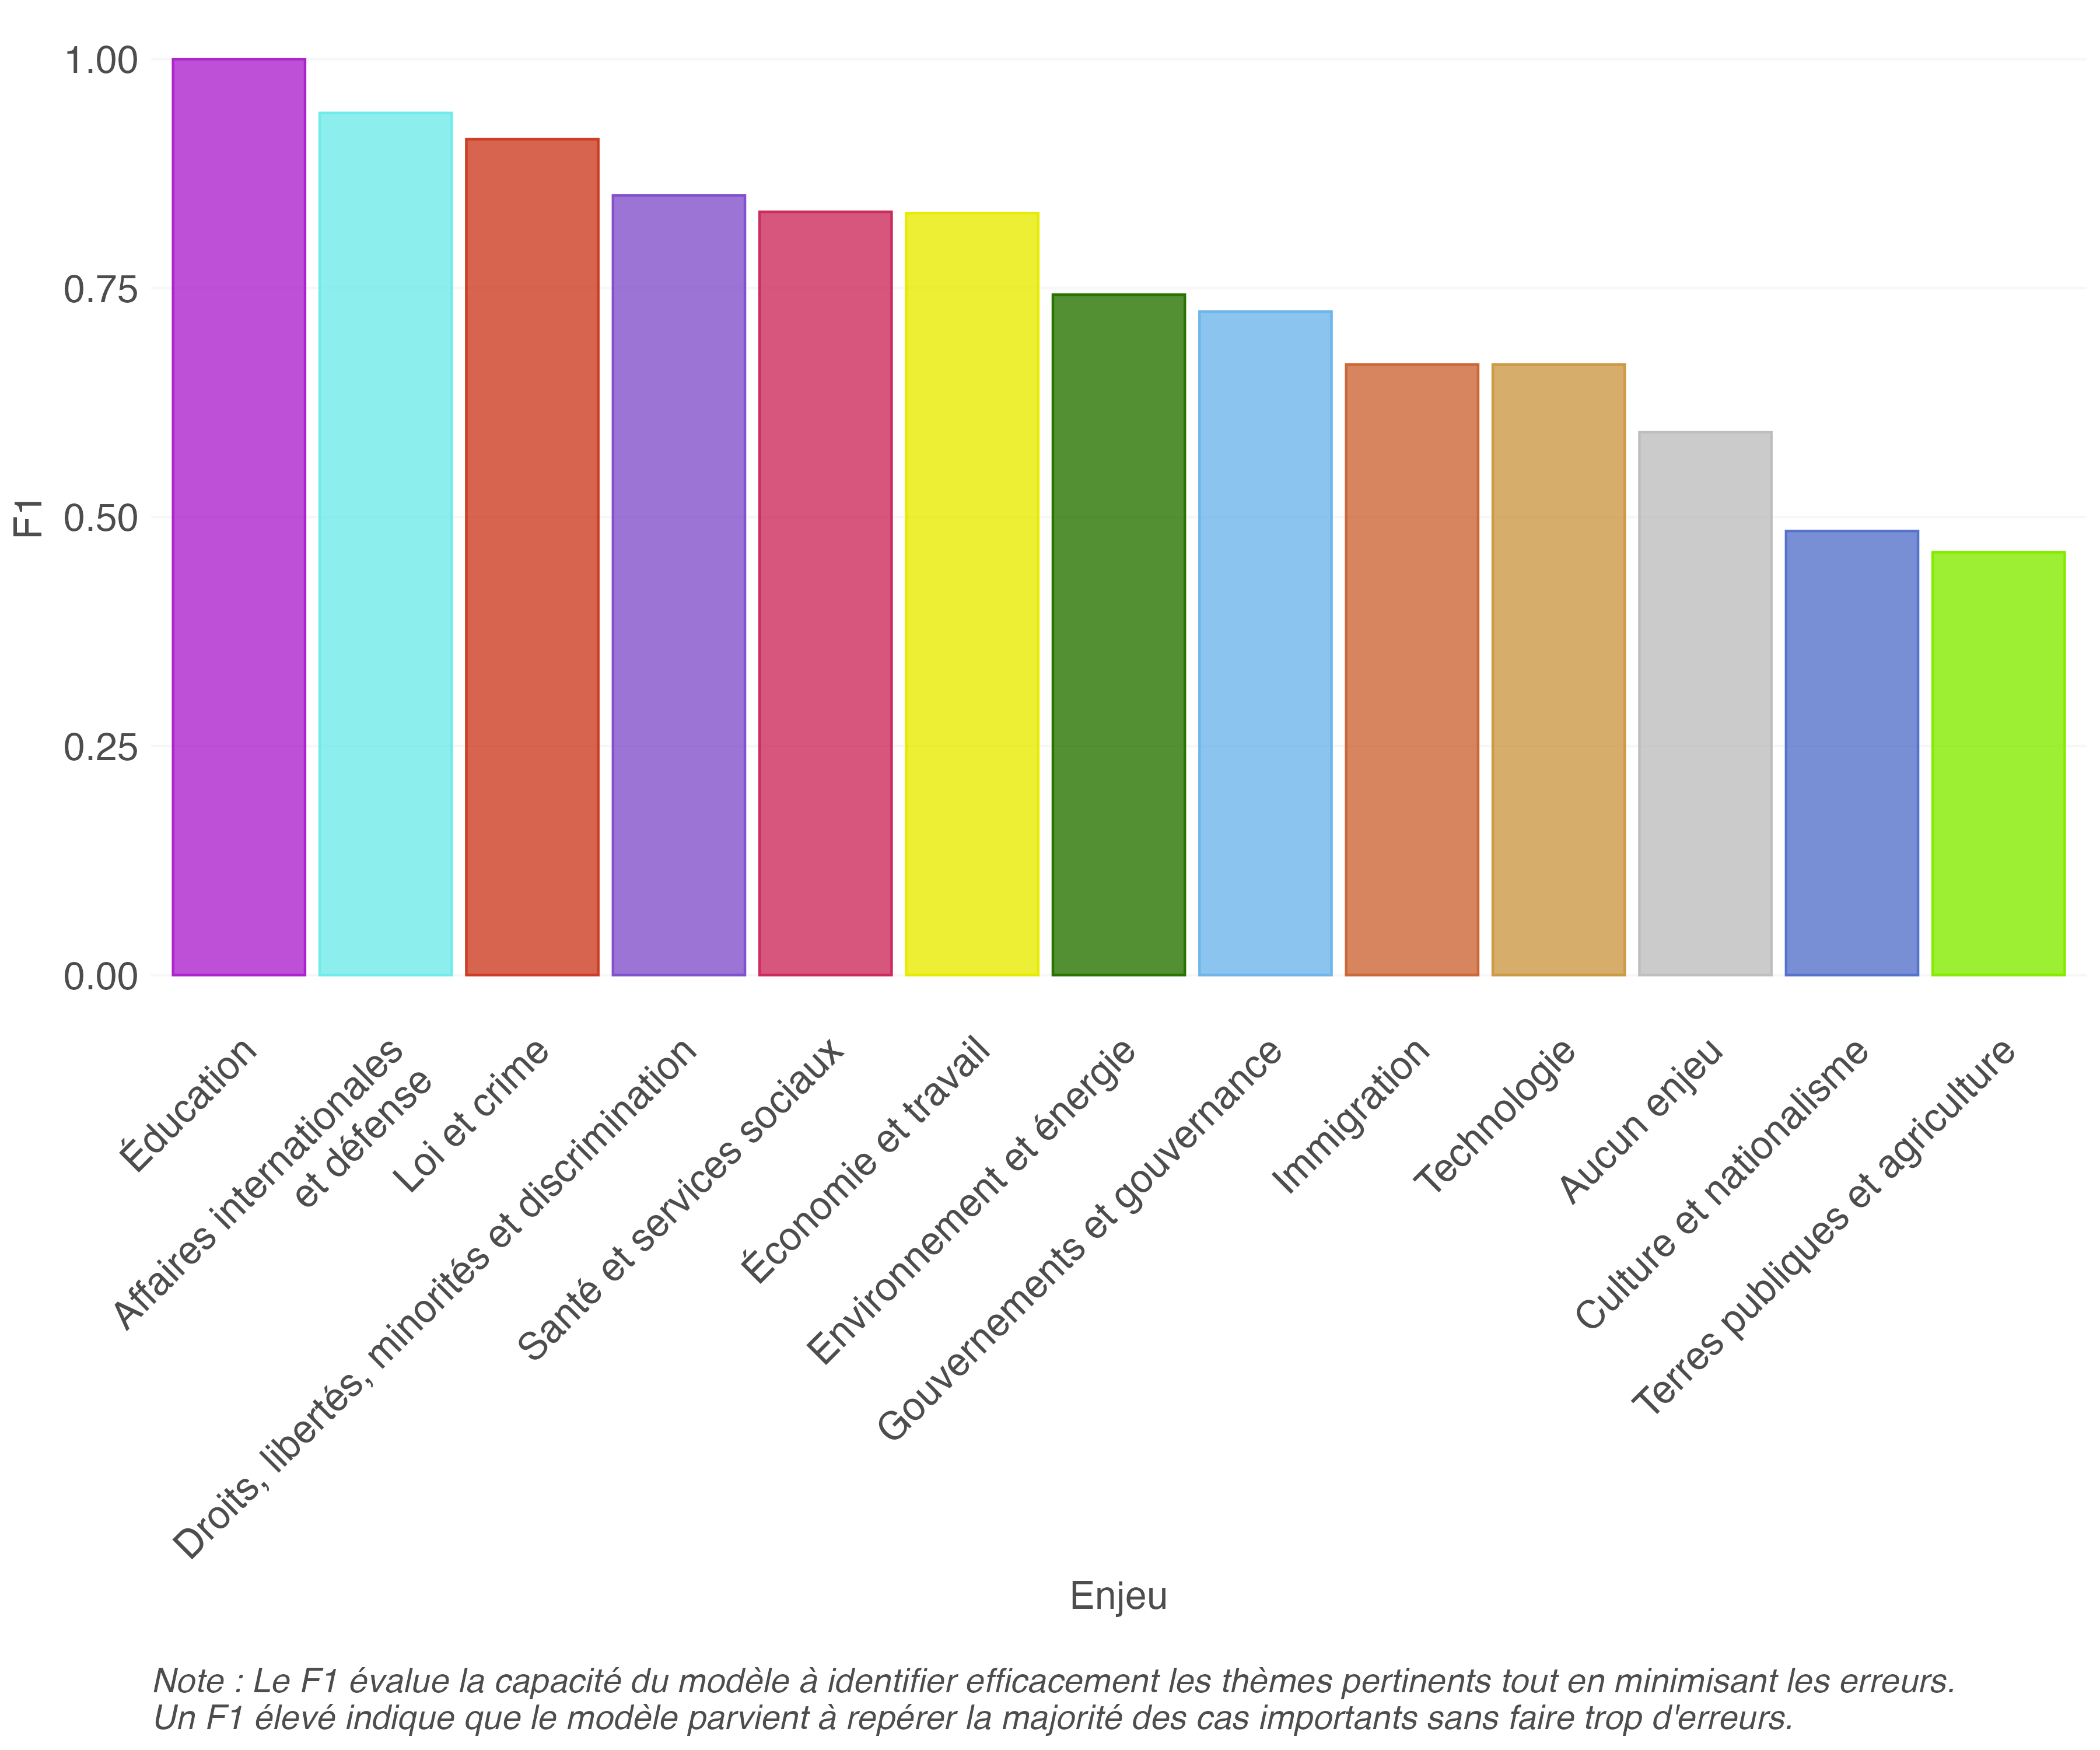 1.00
0.75
0.50
0.25
0.00
F1
Éducation
Affaires internationales
et défense
Loi et crime
Droits, libertés, minorités et discrimination
Santé et services sociaux
Économie et travail
Environnement et énergie
Gouvernements et gouvernance
Immigration
Technologie
Aucun enjeu
Culture et nationalisme
Terres publiques et agriculture
Enjeu
Note : Le F1 évalue la capacité du modèle à identifier efficacement les thèmes pertinents tout en minimisant les erreurs.
Un F1 élevé indique que le modèle parvient à repérer la majorité des cas importants sans faire trop d'erreurs.